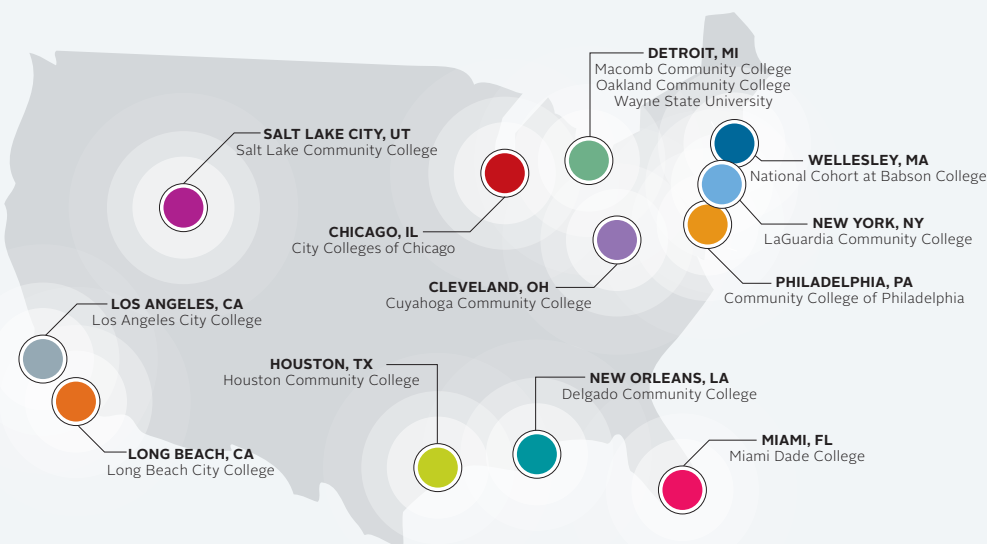 DETROIT, MI
Macomb Community College
Oakland Community College
Wayne State University
SALT LAKE CITY, UT
Salt Lake Community College
WELLESLEY, MA
National Cohort at Babson College
CHICAGO, IL
City Colleges of Chicago
NEW YORK, NY
LaGuardia Community College
CLEVELAND, OH
Cuyahoga Community College
PHILADELPHIA, PA
Community College of Philadelphia
LOS ANGELES, CA
Los Angeles City College
HOUSTON, TX
Houston Community College
NEW ORLEANS, LA
Delgado Community College
LONG BEACH, CA
Long Beach City College
MIAMI, FL
Miami Dade College